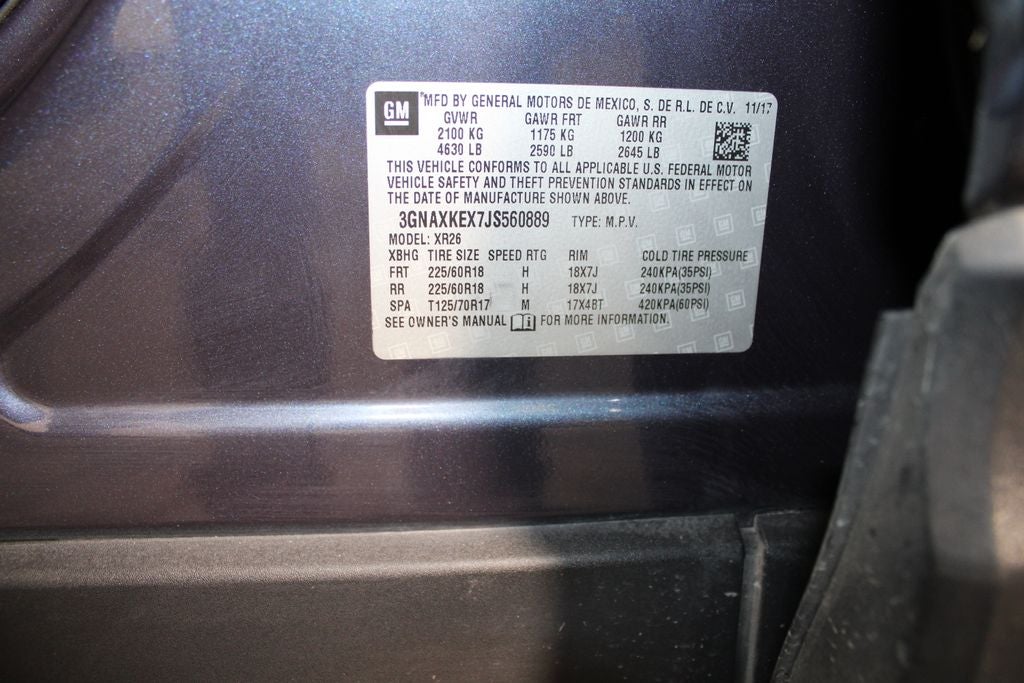 GM MFD BY GENERAL MOTORS DE MEXICO, S. DE R.L. DE C.V. 11/17
GVWR GAWR FRT GAWR RR
2100 KG 1175 KG 1200 KG
4630 LB 2590 LB 2645 LB
THIS VEHICLE CONFORMS TO ALL APPLICABLE U.S. FEDERAL MOTOR
VEHICLE SAFETY AND THEFT PREVENTION STANDARDS IN EFFECT ON
THE DATE OF MANUFACTURE SHOWN ABOVE.
3GNAXKEX7JS560889 TYPE: M.P.V.
MODEL: XR26
XBHG TIRE SIZE SPEED RTG RIM COLD TIRE PRESSURE
FRT 225/60R18 H 18X7J 240KPA(35PSI)
RR 225/60R18 H 18X7J 240KPA(35PSI)
SPA T125/70R17 M 17X4BT 420KPA(60PSI)
SEE OWNER'S MANUAL FOR MORE INFORMATION.